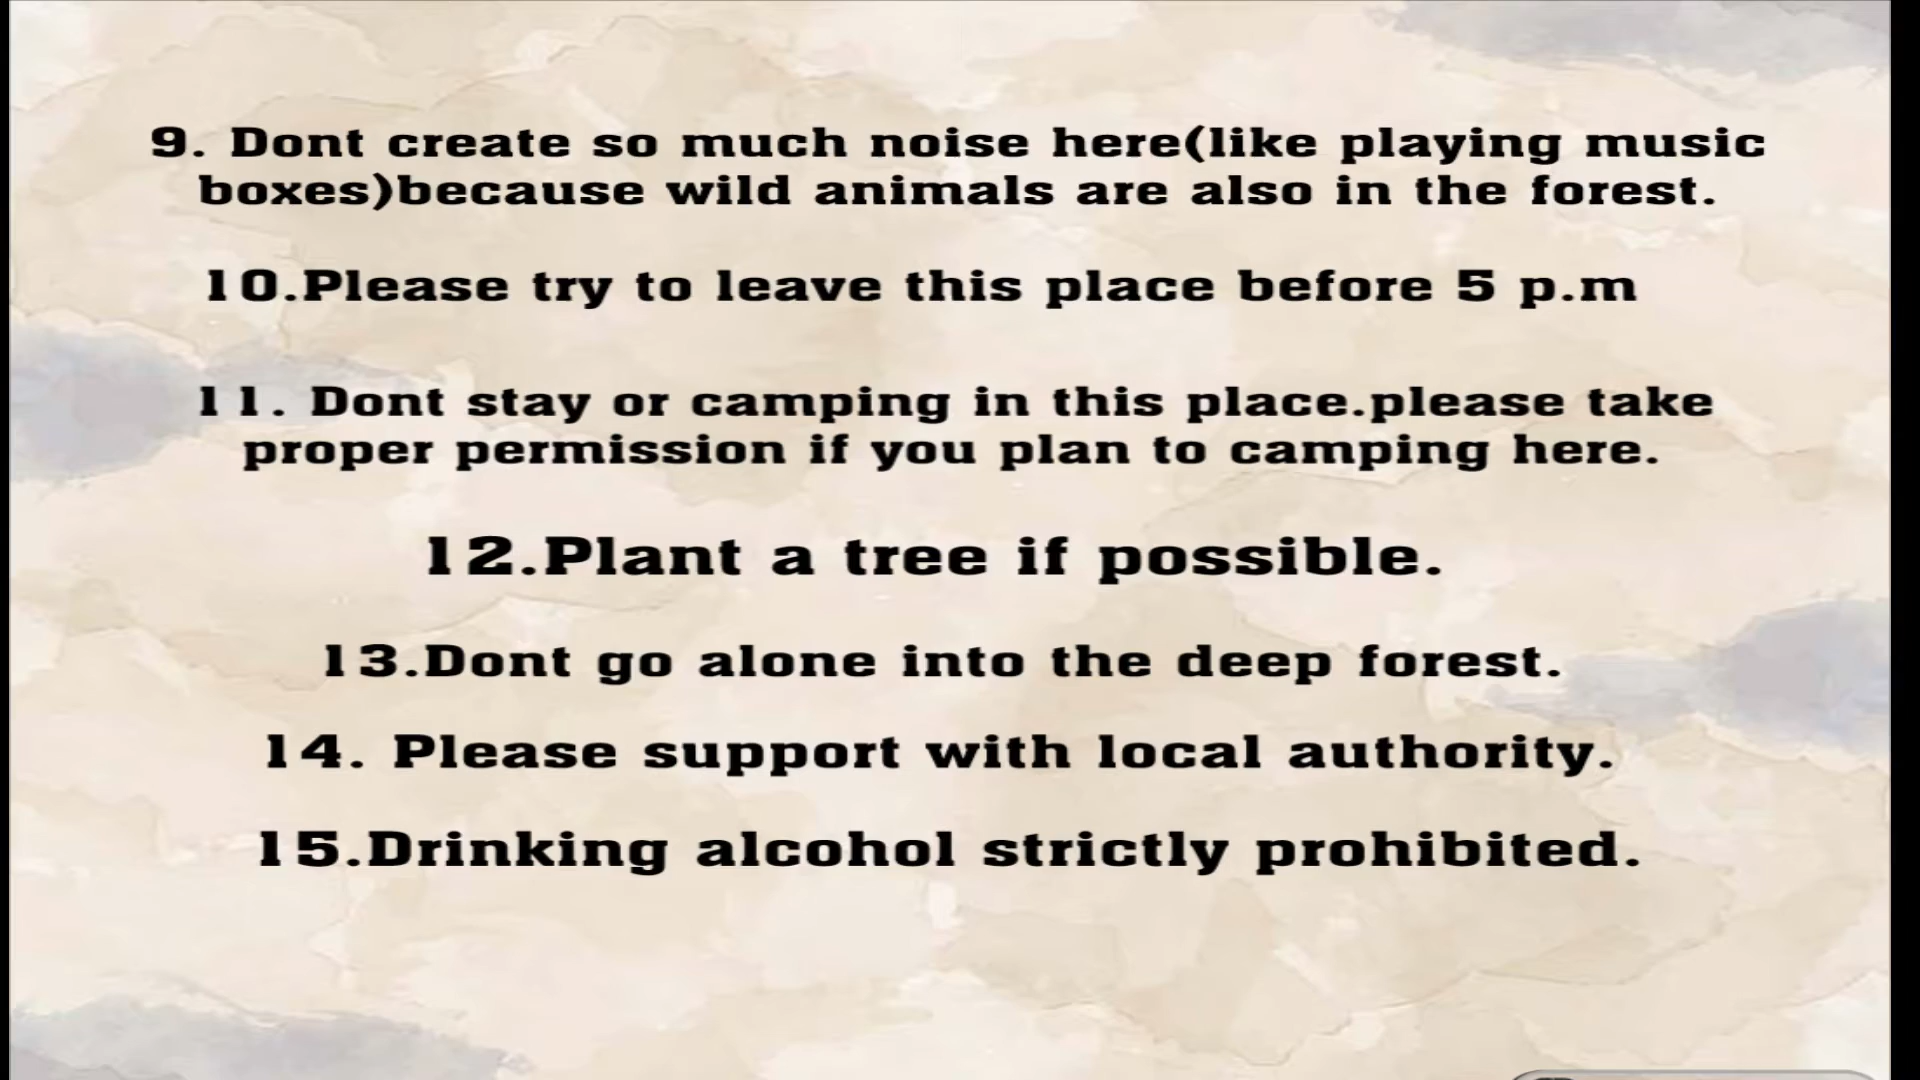 9. Dont create so much noise here(like playing music
boxes)because wild animals are also in the forest.
10.Please try to leave this place before 5 p.m
11. Dont stay or camping in this place.please take
proper permission if you plan to camping here.
12.Plant a tree if possible.
13.Dont go alone into the deep forest.
14. Please support with local authority.
15.Drinking alcohol strictly prohibited.